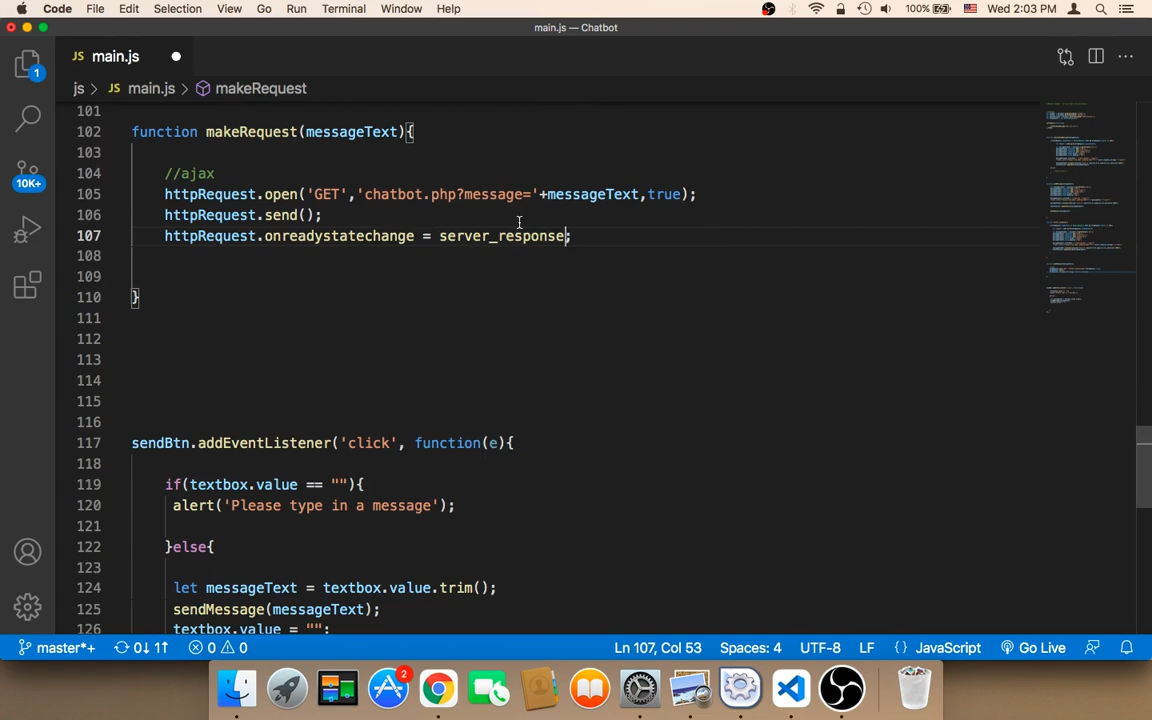 Code File Edit Selection View Go Run Terminal Window Help 100% Wed 2:03 PM
main.js — Chatbot
JS main.js
1
js > JS main.js > makeRequest
101
102 function makeRequest(messageText){
103
104 //ajax
105 httpRequest.open('GET','chatbot.php?message='+messageText,true);
106 httpRequest.send();
107 httpRequest.onreadystatechange = server_response;
108
109
110 }
111
112
113
114
115
116
117 sendBtn.addEventListener('click', function(e){
118
119 if(textbox.value == ""){
120 alert('Please type in a message');
121
122 }else{
123
124 let messageText = textbox.value.trim();
125 sendMessage(messageText);
126 textbox.value = "";
10K+
master*+ 0↓ 1↑ 0 0 Ln 107, Col 53 Spaces: 4 UTF-8 LF {} JavaScript Go Live
2